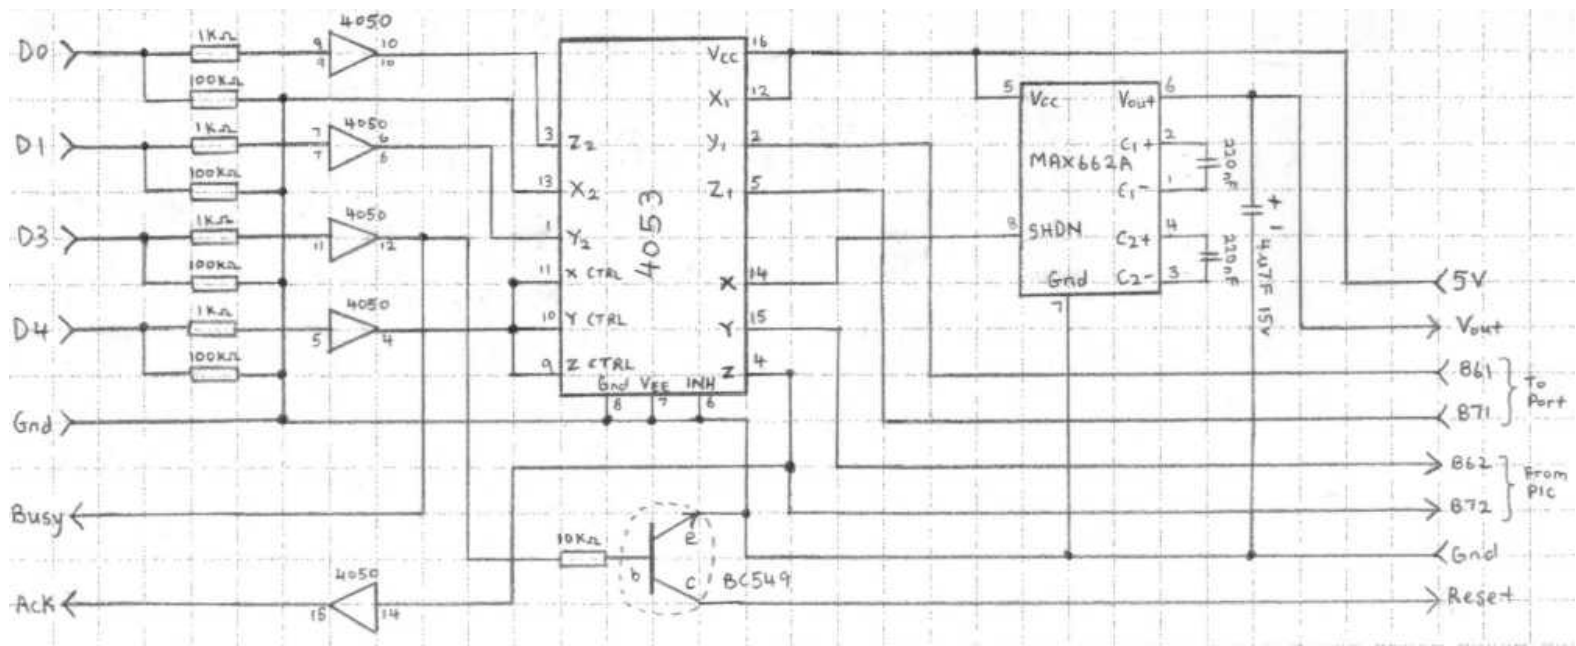 D0
1KΩ
9
9
4050
10
10
100KΩ
D1
1KΩ
7
7
4050
6
6
100KΩ
D3
1KΩ
11
4050
12
100KΩ
D4
1KΩ
5
4050
4
100KΩ
Gnd
Busy
Ack
15
4050
14
4053
3 Z2
13 X2
1 Y2
11 X CTRL
10 Y CTRL
9 Z CTRL
Gnd VEE INH
8 7 6
Vcc 16
X1 12
Y1 2
Z1 5
X 14
Y 15
Z 4
10KΩ
b
e
c
BC549
MAX662A
5 Vcc
8 SHDN
Gnd
7
Vout 6
C1+ 2
C1- 1
C2+ 4
C2- 3
220nF
220nF
+
4u7F 15V
5V
Vout
B61
B71
To
Port
B62
B72
From
PIC
Gnd
Reset